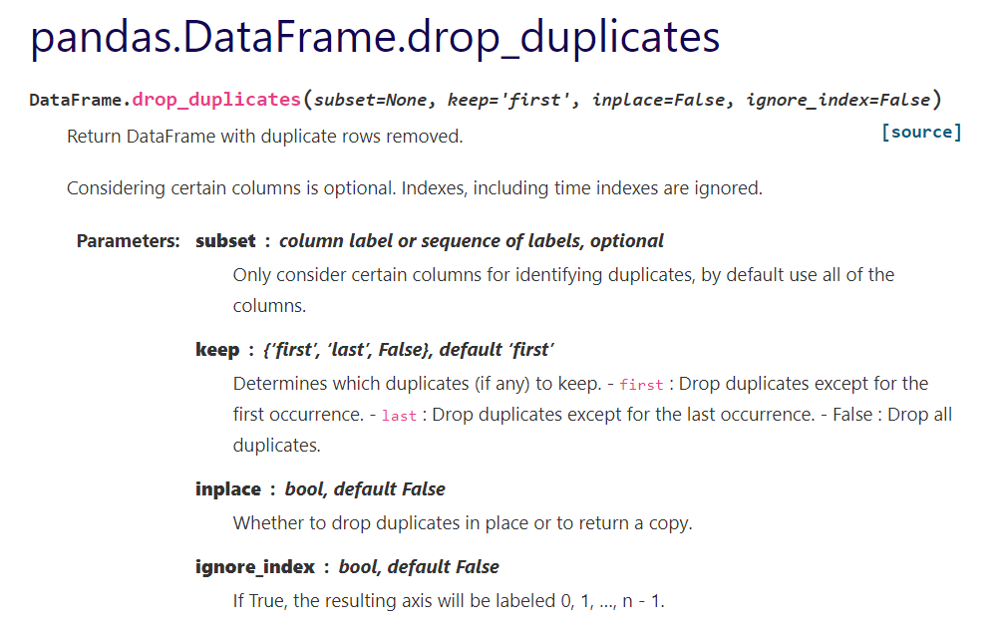 pandas.DataFrame.drop_duplicates
DataFrame.drop_duplicates(subset=None, keep='first', inplace=False, ignore_index=False)
[source]
Return DataFrame with duplicate rows removed.
Considering certain columns is optional. Indexes, including time indexes are ignored.
Parameters: subset : column label or sequence of labels, optional
Only consider certain columns for identifying duplicates, by default use all of the
columns.
keep : {‘first’, ‘last’, False}, default ‘first’
Determines which duplicates (if any) to keep. - first : Drop duplicates except for the
first occurrence. - last : Drop duplicates except for the last occurrence. - False : Drop all
duplicates.
inplace : bool, default False
Whether to drop duplicates in place or to return a copy.
ignore_index : bool, default False
If True, the resulting axis will be labeled 0, 1, …, n - 1.